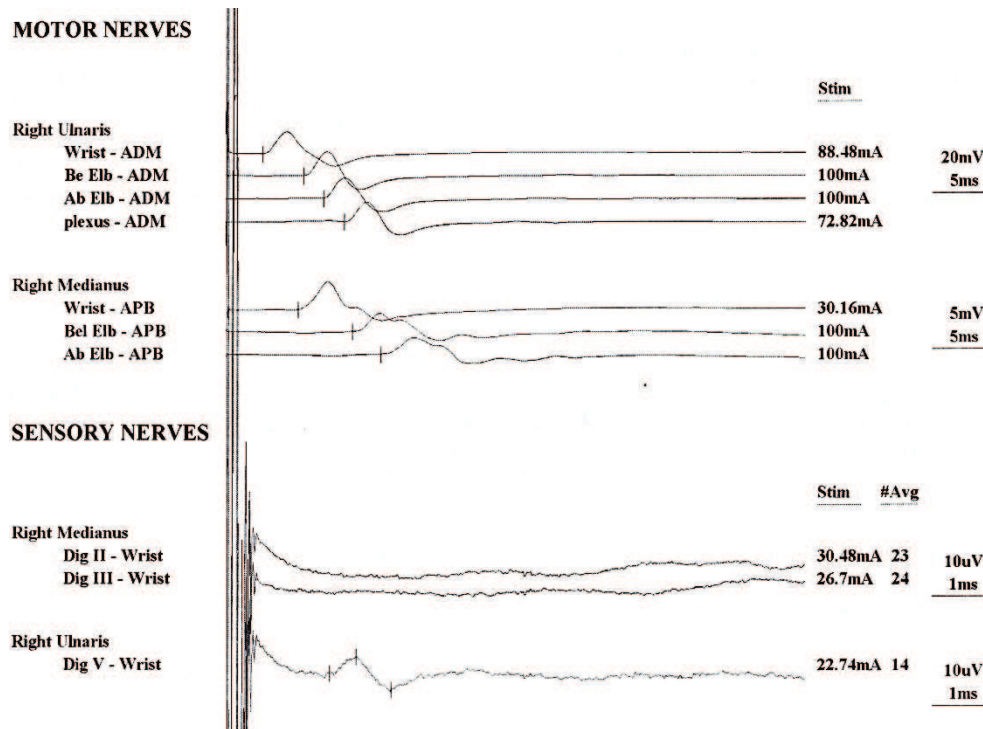 MOTOR NERVES
Stim
Right Ulnaris
Wrist - ADM 88.48mA
Be Elb - ADM 100mA
Ab Elb - ADM 100mA
plexus - ADM 72.82mA
20mV
5ms
Right Medianus
Wrist - APB 30.16mA
Bel Elb - APB 100mA
Ab Elb - APB 100mA
5mV
5ms
SENSORY NERVES
Stim #Avg
Right Medianus
Dig II - Wrist 30.48mA 23
Dig III - Wrist 26.7mA 24
10uV
1ms
Right Ulnaris
Dig V - Wrist 22.74mA 14
10uV
1ms